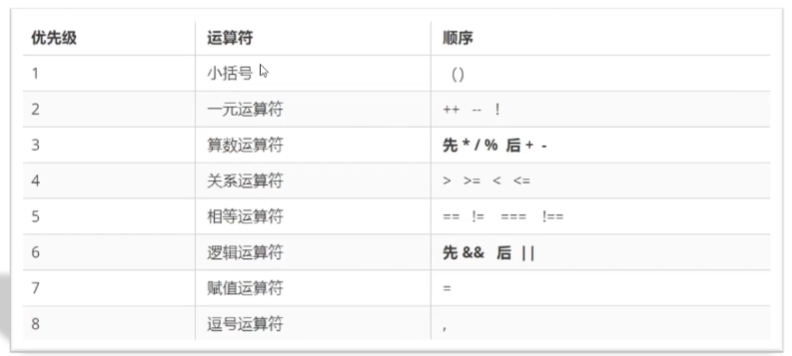 优先级 运算符 顺序
1 小括号 ()
2 一元运算符 ++ -- !
3 算数运算符 先 * / % 后 + -
4 关系运算符 > >= < <=
5 相等运算符 == != === !==
6 逻辑运算符 先 && 后 ||
7 赋值运算符 =
8 逗号运算符 ,